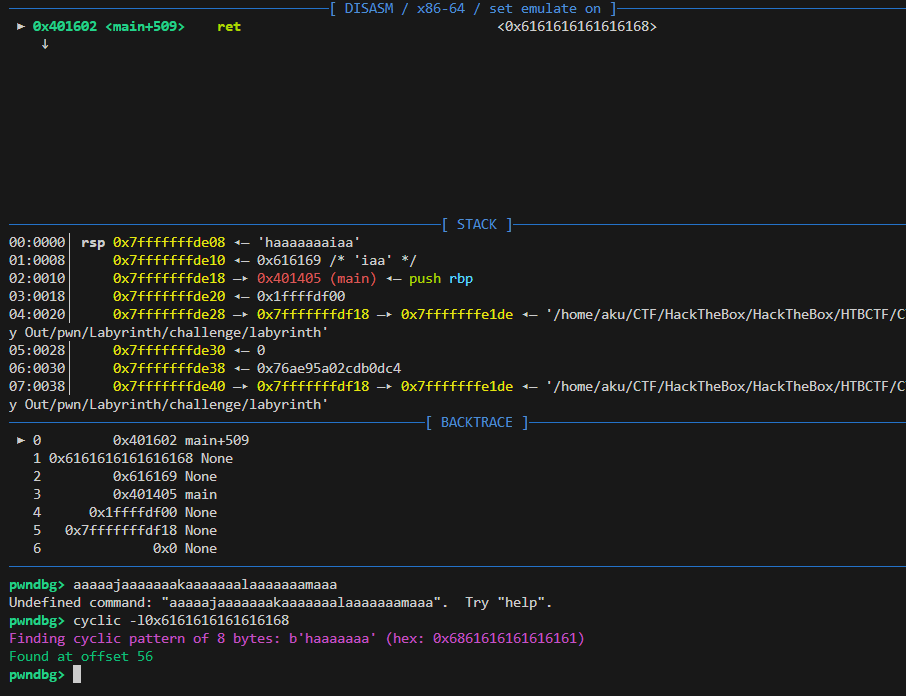 [ DISASM / x86-64 / set emulate on ]
► 0x401602 <main+509> ret <0x6161616161616168>
↓
[ STACK ]
00:0000│ rsp 0x7fffffffde08 ◂— 'haaaaaaaiaa'
01:0008│ 0x7fffffffde10 ◂— 0x616169 /* 'iaa' */
02:0010│ 0x7fffffffde18 —▸ 0x401405 (main) ◂— push rbp
03:0018│ 0x7fffffffde20 ◂— 0x1ffffdf00
04:0020│ 0x7fffffffde28 —▸ 0x7fffffffdf18 —▸ 0x7fffffffe1de ◂— '/home/aku/CTF/HackTheBox/HackTheBox/HTBCTF/C
y Out/pwn/Labyrinth/challenge/labyrinth'
05:0028│ 0x7fffffffde30 ◂— 0
06:0030│ 0x7fffffffde38 ◂— 0x76ae95a02cdb0dc4
07:0038│ 0x7fffffffde40 —▸ 0x7fffffffdf18 —▸ 0x7fffffffe1de ◂— '/home/aku/CTF/HackTheBox/HackTheBox/HTBCTF/C
y Out/pwn/Labyrinth/challenge/labyrinth'
[ BACKTRACE ]
► 0 0x401602 main+509
1 0x6161616161616168 None
2 0x616169 None
3 0x401405 main
4 0x1ffffdf00 None
5 0x7fffffffdf18 None
6 0x0 None
pwndbg> aaaaajaaaaaaakaaaaaaalaaaaaaamaaa
Undefined command: "aaaaajaaaaaaakaaaaaaalaaaaaaamaaa". Try "help".
pwndbg> cyclic -l0x6161616161616168
Finding cyclic pattern of 8 bytes: b'haaaaaaa' (hex: 0x6861616161616161)
Found at offset 56
pwndbg>